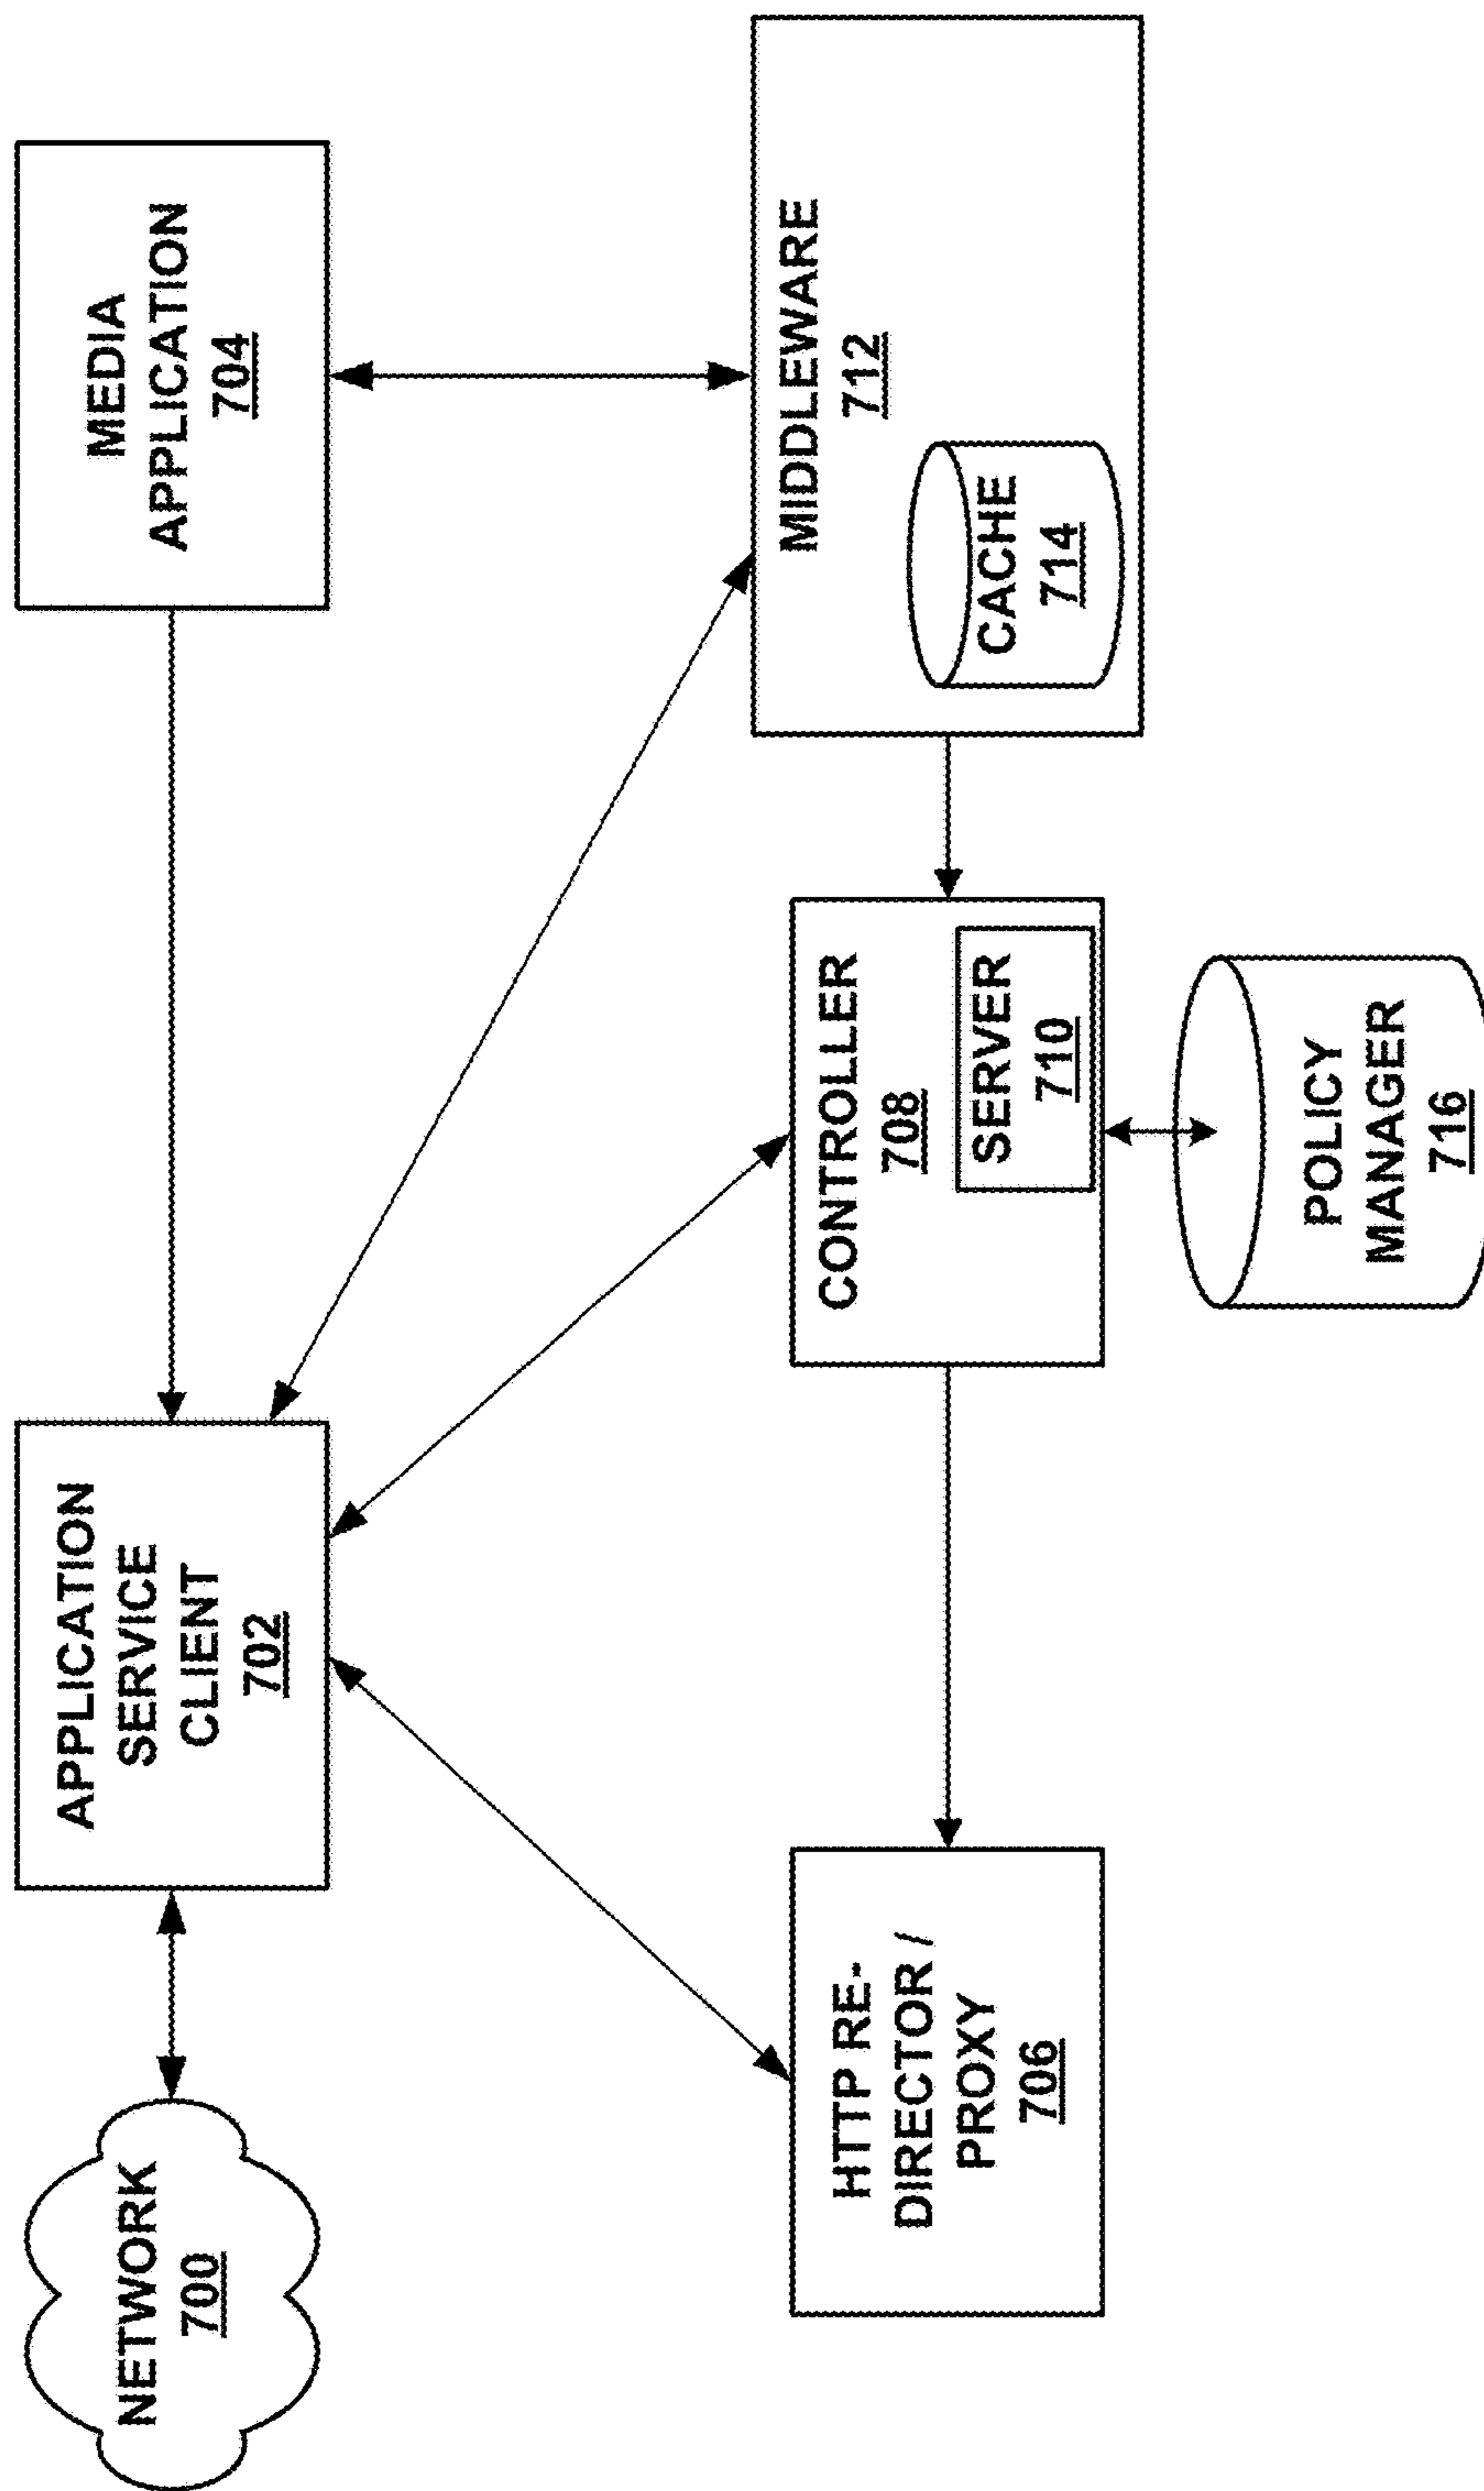 NETWORK
700
APPLICATION
SERVICE
CLIENT
702
MEDIA
APPLICATION
704
HTTP RE-
DIRECTOR /
PROXY
706
CONTROLLER
708
SERVER
710
MIDDLEWARE
712
CACHE
714
POLICY
MANAGER
716